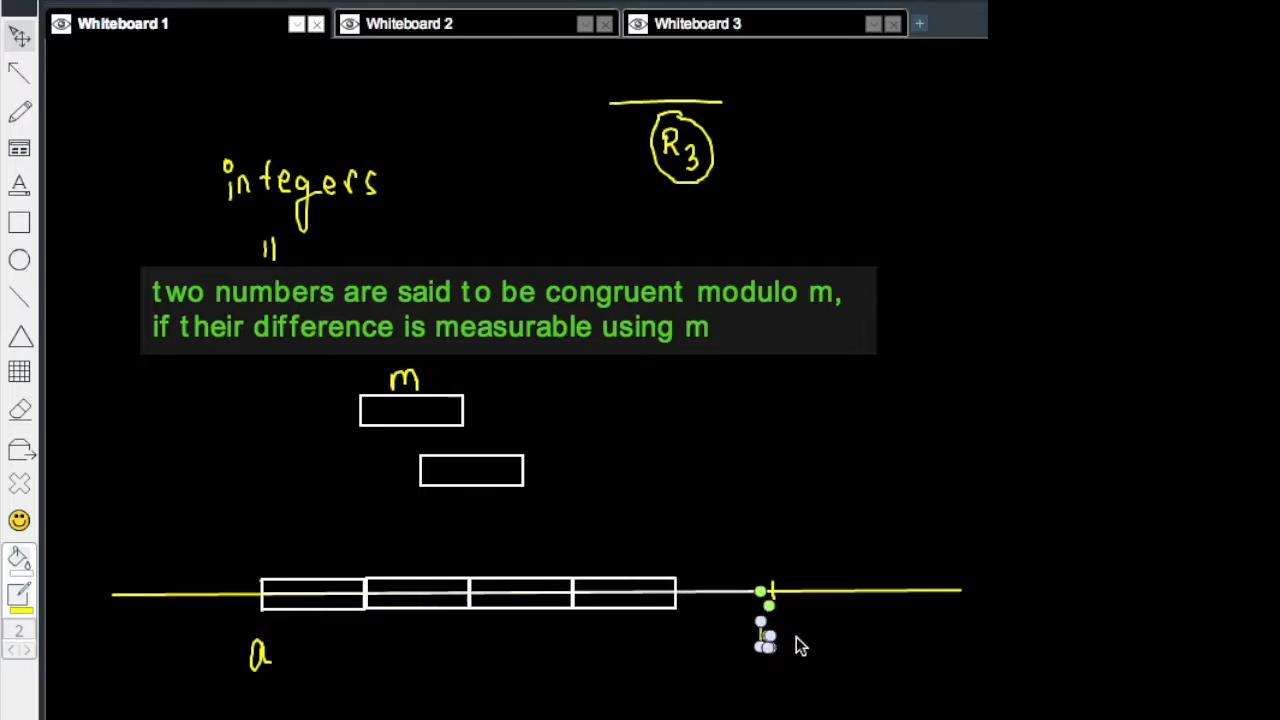 Whiteboard 1
Whiteboard 2
Whiteboard 3
R3
integers
two numbers are said to be congruent modulo m,
if their difference is measurable using m
m
a
2